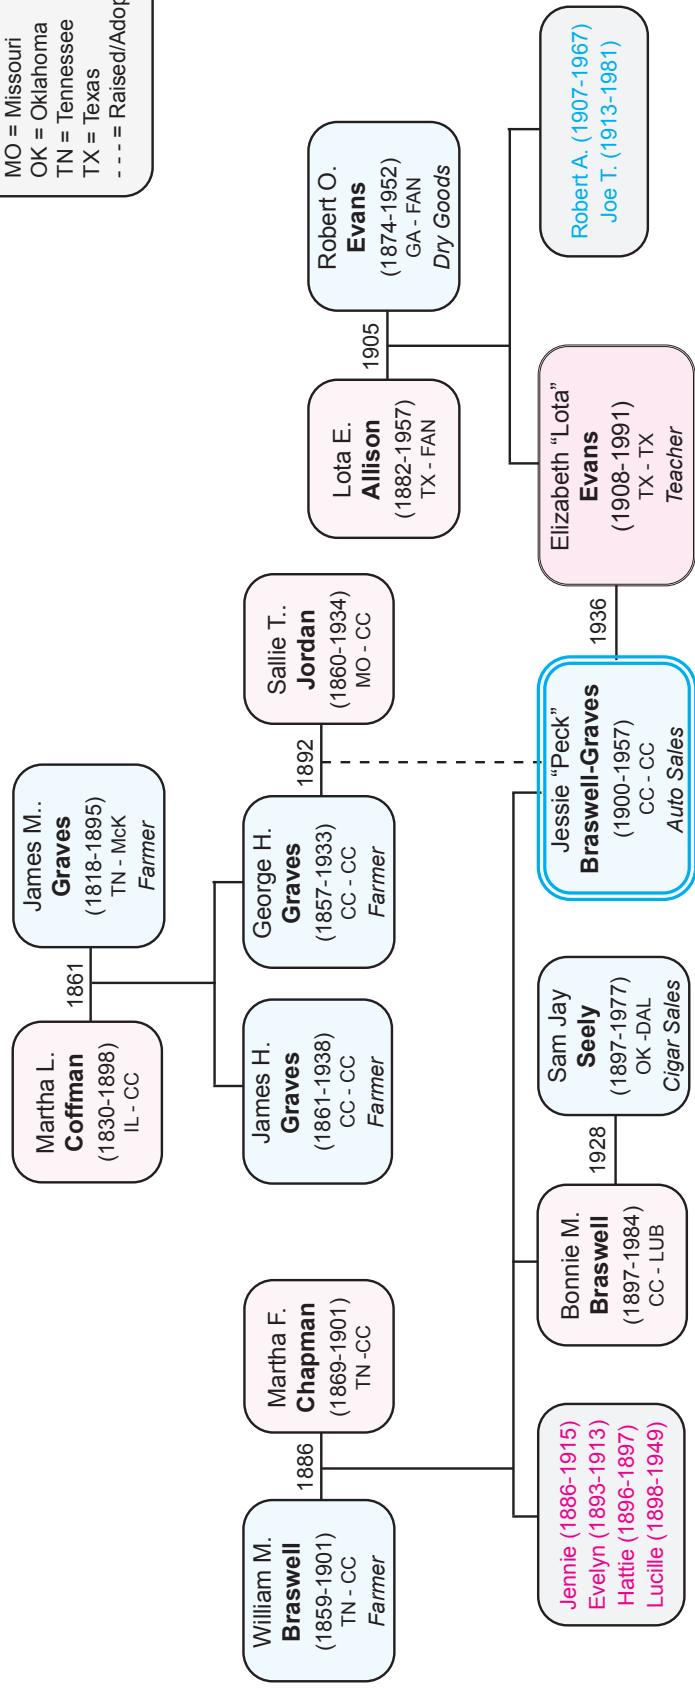 MO = Missouri
OK = Oklahoma
TN = Tennessee
TX = Texas
- - - = Raised/Adop
Martha L.
Coffman
(1830-1898)
IL - CC
1861
James M..
Graves
(1818-1895)
TN - McK
Farmer
William M.
Braswell
(1859-1901)
TN - CC
Farmer
1886
Martha F.
Chapman
(1869-1901)
TN -CC
James H.
Graves
(1861-1938)
CC - CC
Farmer
George H.
Graves
(1857-1933)
CC - CC
Farmer
1892
Sallie T..
Jordan
(1860-1934)
MO - CC
Lota E.
Allison
(1882-1957)
TX - FAN
1905
Robert O.
Evans
(1874-1952)
GA - FAN
Dry Goods
Jennie (1886-1915)
Evelyn (1893-1913)
Hattie (1896-1897)
Lucille (1898-1949)
Bonnie M.
Braswell
(1897-1984)
CC - LUB
1928
Sam Jay
Seely
(1897-1977)
OK -DAL
Cigar Sales
Jessie “Peck”
Braswell-Graves
(1900-1957)
CC - CC
Auto Sales
1936
Elizabeth “Lota”
Evans
(1908-1991)
TX - TX
Teacher
Robert A. (1907-1967)
Joe T. (1913-1981)